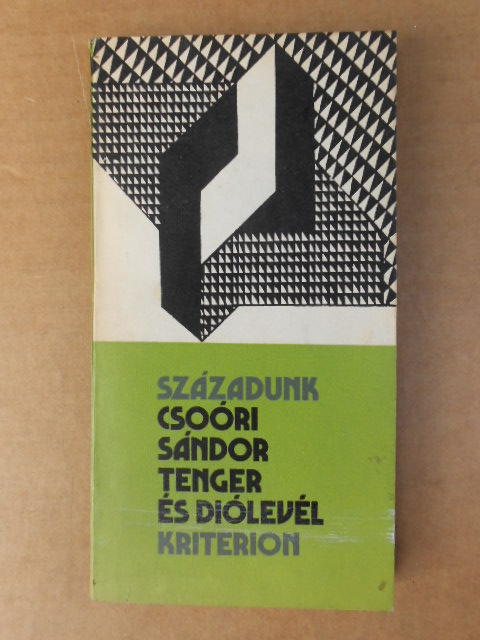 SZÁZADUNK
CSOÓRI
SÁNDOR
TENGER
ÉS DIÓLEVÉL
KRITERION